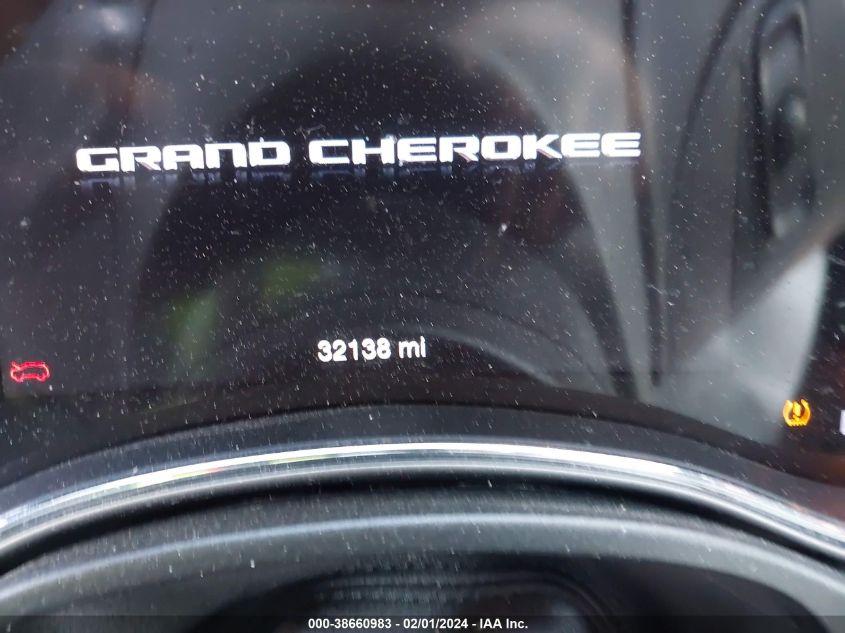 GRAND CHEROKEE
32138 mi
000-38660983 - 02/01/2024 - IAA Inc.